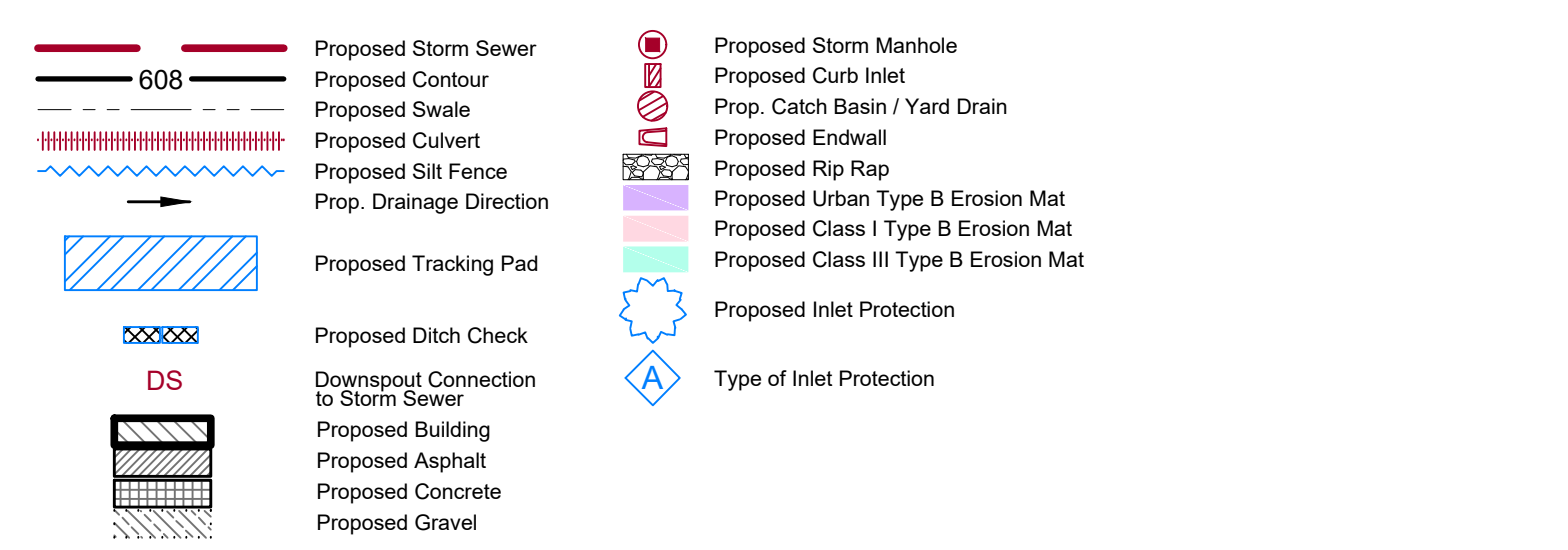 Proposed Storm Sewer
608
Proposed Contour
Proposed Swale
Proposed Culvert
Proposed Silt Fence
Prop. Drainage Direction
Proposed Tracking Pad
Proposed Ditch Check
DS
Downspout Connection
to Storm Sewer
Proposed Building
Proposed Asphalt
Proposed Concrete
Proposed Gravel
Proposed Storm Manhole
Proposed Curb Inlet
Prop. Catch Basin / Yard Drain
Proposed Endwall
Proposed Rip Rap
Proposed Urban Type B Erosion Mat
Proposed Class I Type B Erosion Mat
Proposed Class III Type B Erosion Mat
Proposed Inlet Protection
A
Type of Inlet Protection